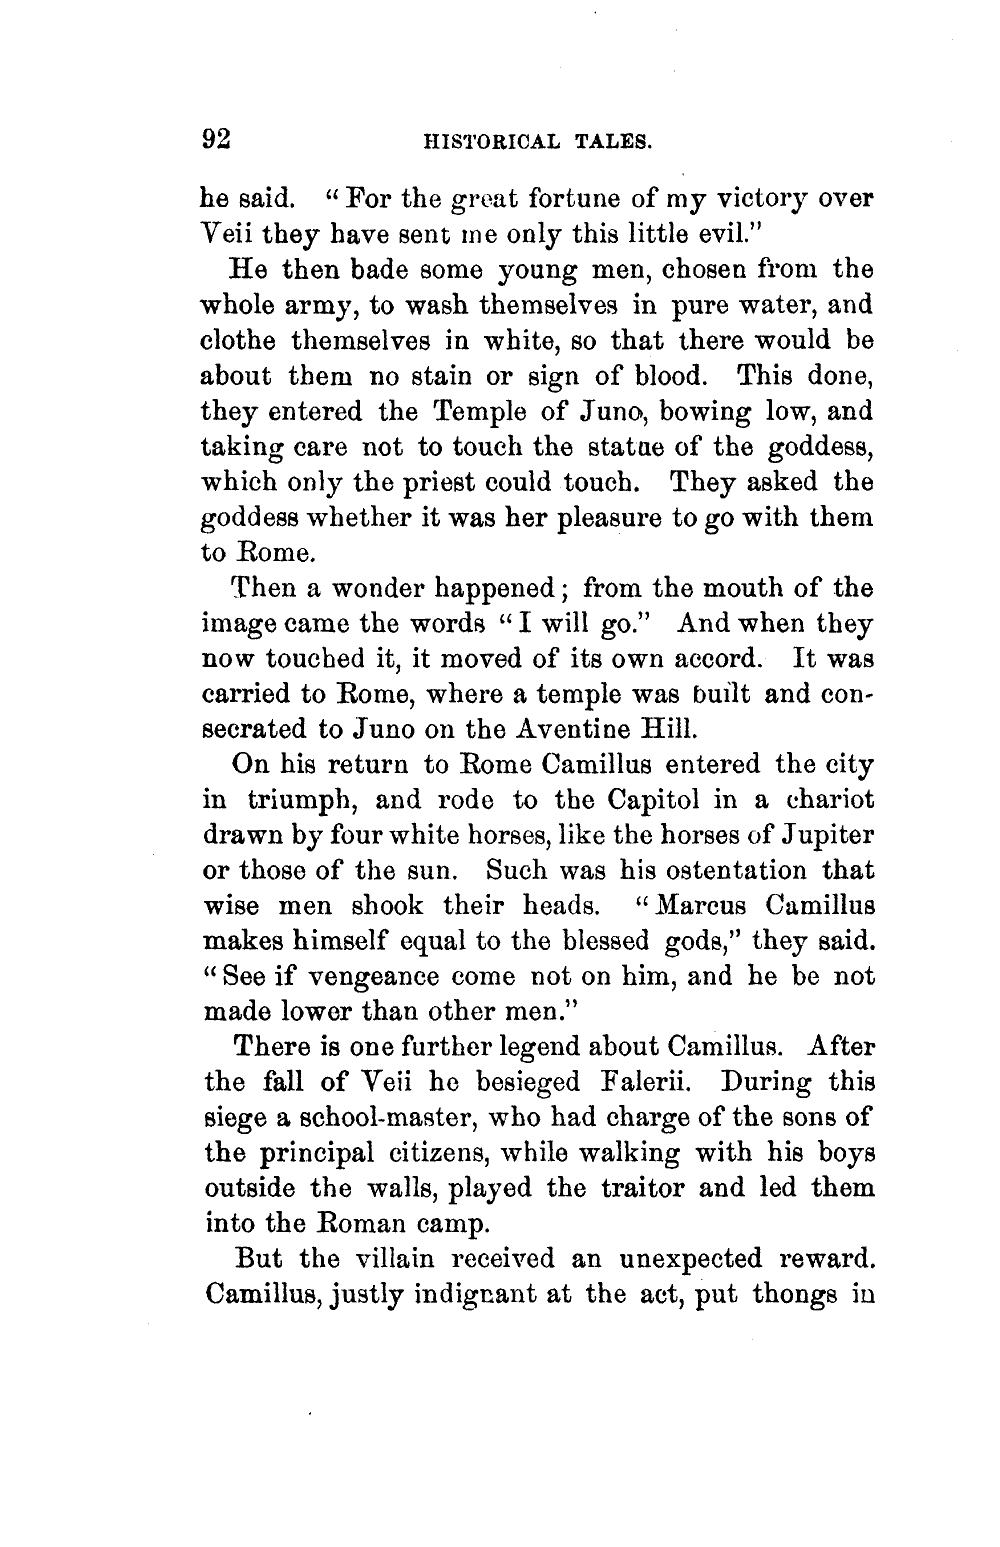 92 HISTORICAL TALES.
he said. “For the great fortune of my victory over
Veii they have sent me only this little evil.”
He then bade some young men, chosen from the
whole army, to wash themselves in pure water, and
clothe themselves in white, so that there would be
about them no stain or sign of blood. This done,
they entered the Temple of Juno, bowing low, and
taking care not to touch the statue of the goddess,
which only the priest could touch. They asked the
goddess whether it was her pleasure to go with them
to Rome.
Then a wonder happened; from the mouth of the
image came the words “I will go.” And when they
now touched it, it moved of its own accord. It was
carried to Rome, where a temple was built and con-
secrated to Juno on the Aventine Hill.
On his return to Rome Camillus entered the city
in triumph, and rode to the Capitol in a chariot
drawn by four white horses, like the horses of Jupiter
or those of the sun. Such was his ostentation that
wise men shook their heads. “Marcus Camillus
makes himself equal to the blessed gods,” they said.
“See if vengeance come not on him, and he be not
made lower than other men.”
There is one further legend about Camillus. After
the fall of Veii he besieged Falerii. During this
siege a school-master, who had charge of the sons of
the principal citizens, while walking with his boys
outside the walls, played the traitor and led them
into the Roman camp.
But the villain received an unexpected reward.
Camillus, justly indignant at the act, put thongs in